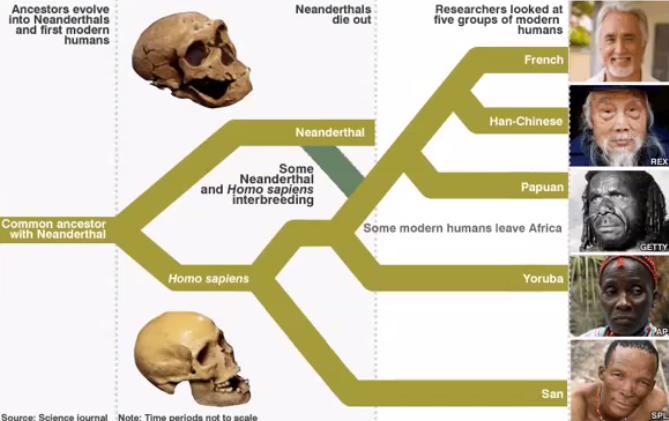 Ancestors evolve
into Neanderthals
and first modern
humans
Neanderthals
die out
Researchers looked at
five groups of modern
humans
French
Han-Chinese
REX
Neanderthal
Some
Neanderthal
and Homo sapiens
interbreeding
Papuan
Common ancestor
with Neanderthal
Some modern humans leave Africa
GETTY
Homo sapiens
Yoruba
AP
San
SPL
Source: Science journal
Note: Time periods not to scale